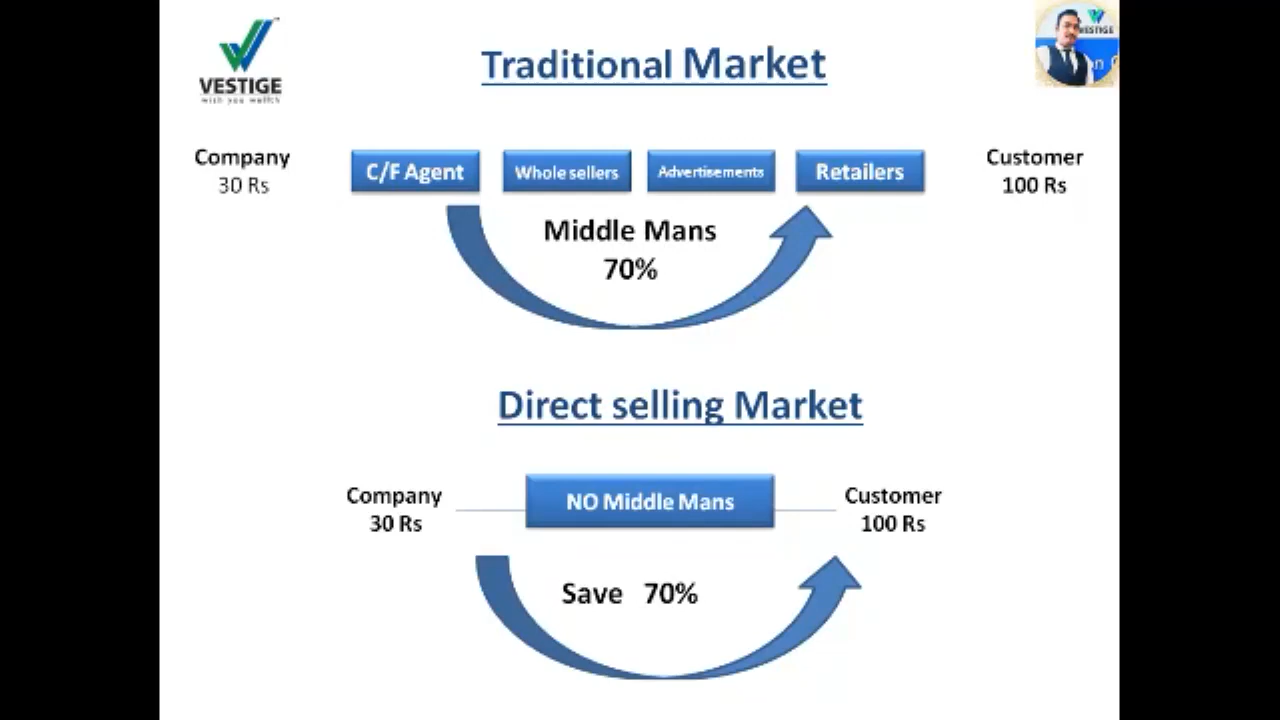 VESTIGE
Traditional Market
VESTIGE
Company
30 Rs
C/F Agent
Whole sellers
Advertisements
Retailers
Customer
100 Rs
Middle Mans
70%
Direct selling Market
Company
30 Rs
NO Middle Mans
Customer
100 Rs
Save 70%